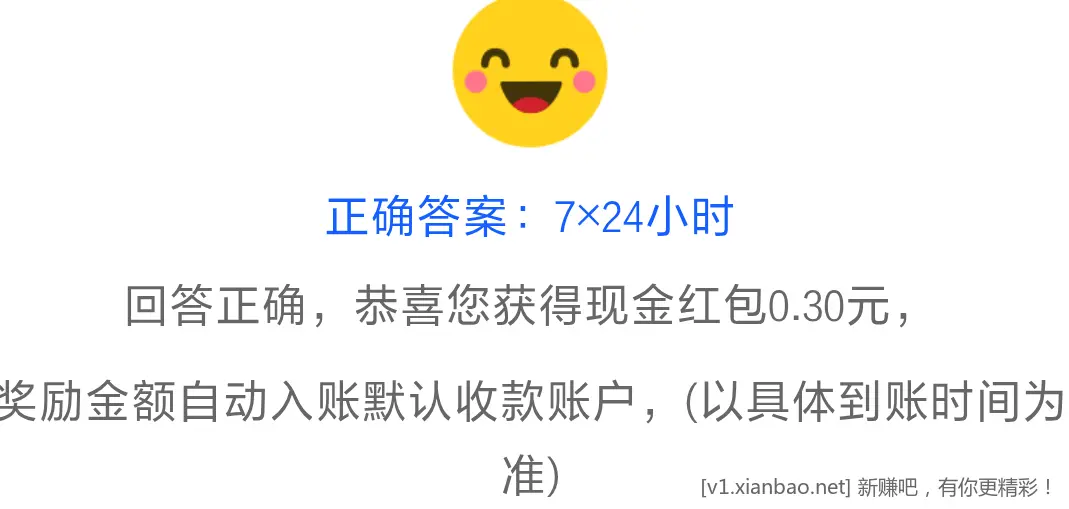 正确答案：7×24小时
回答正确，恭喜您获得现金红包0.30元，
奖励金额自动入账默认收款账户，(以具体到账时间为
准)
[v1.xianbao.net] 新赚吧，有你更精彩！